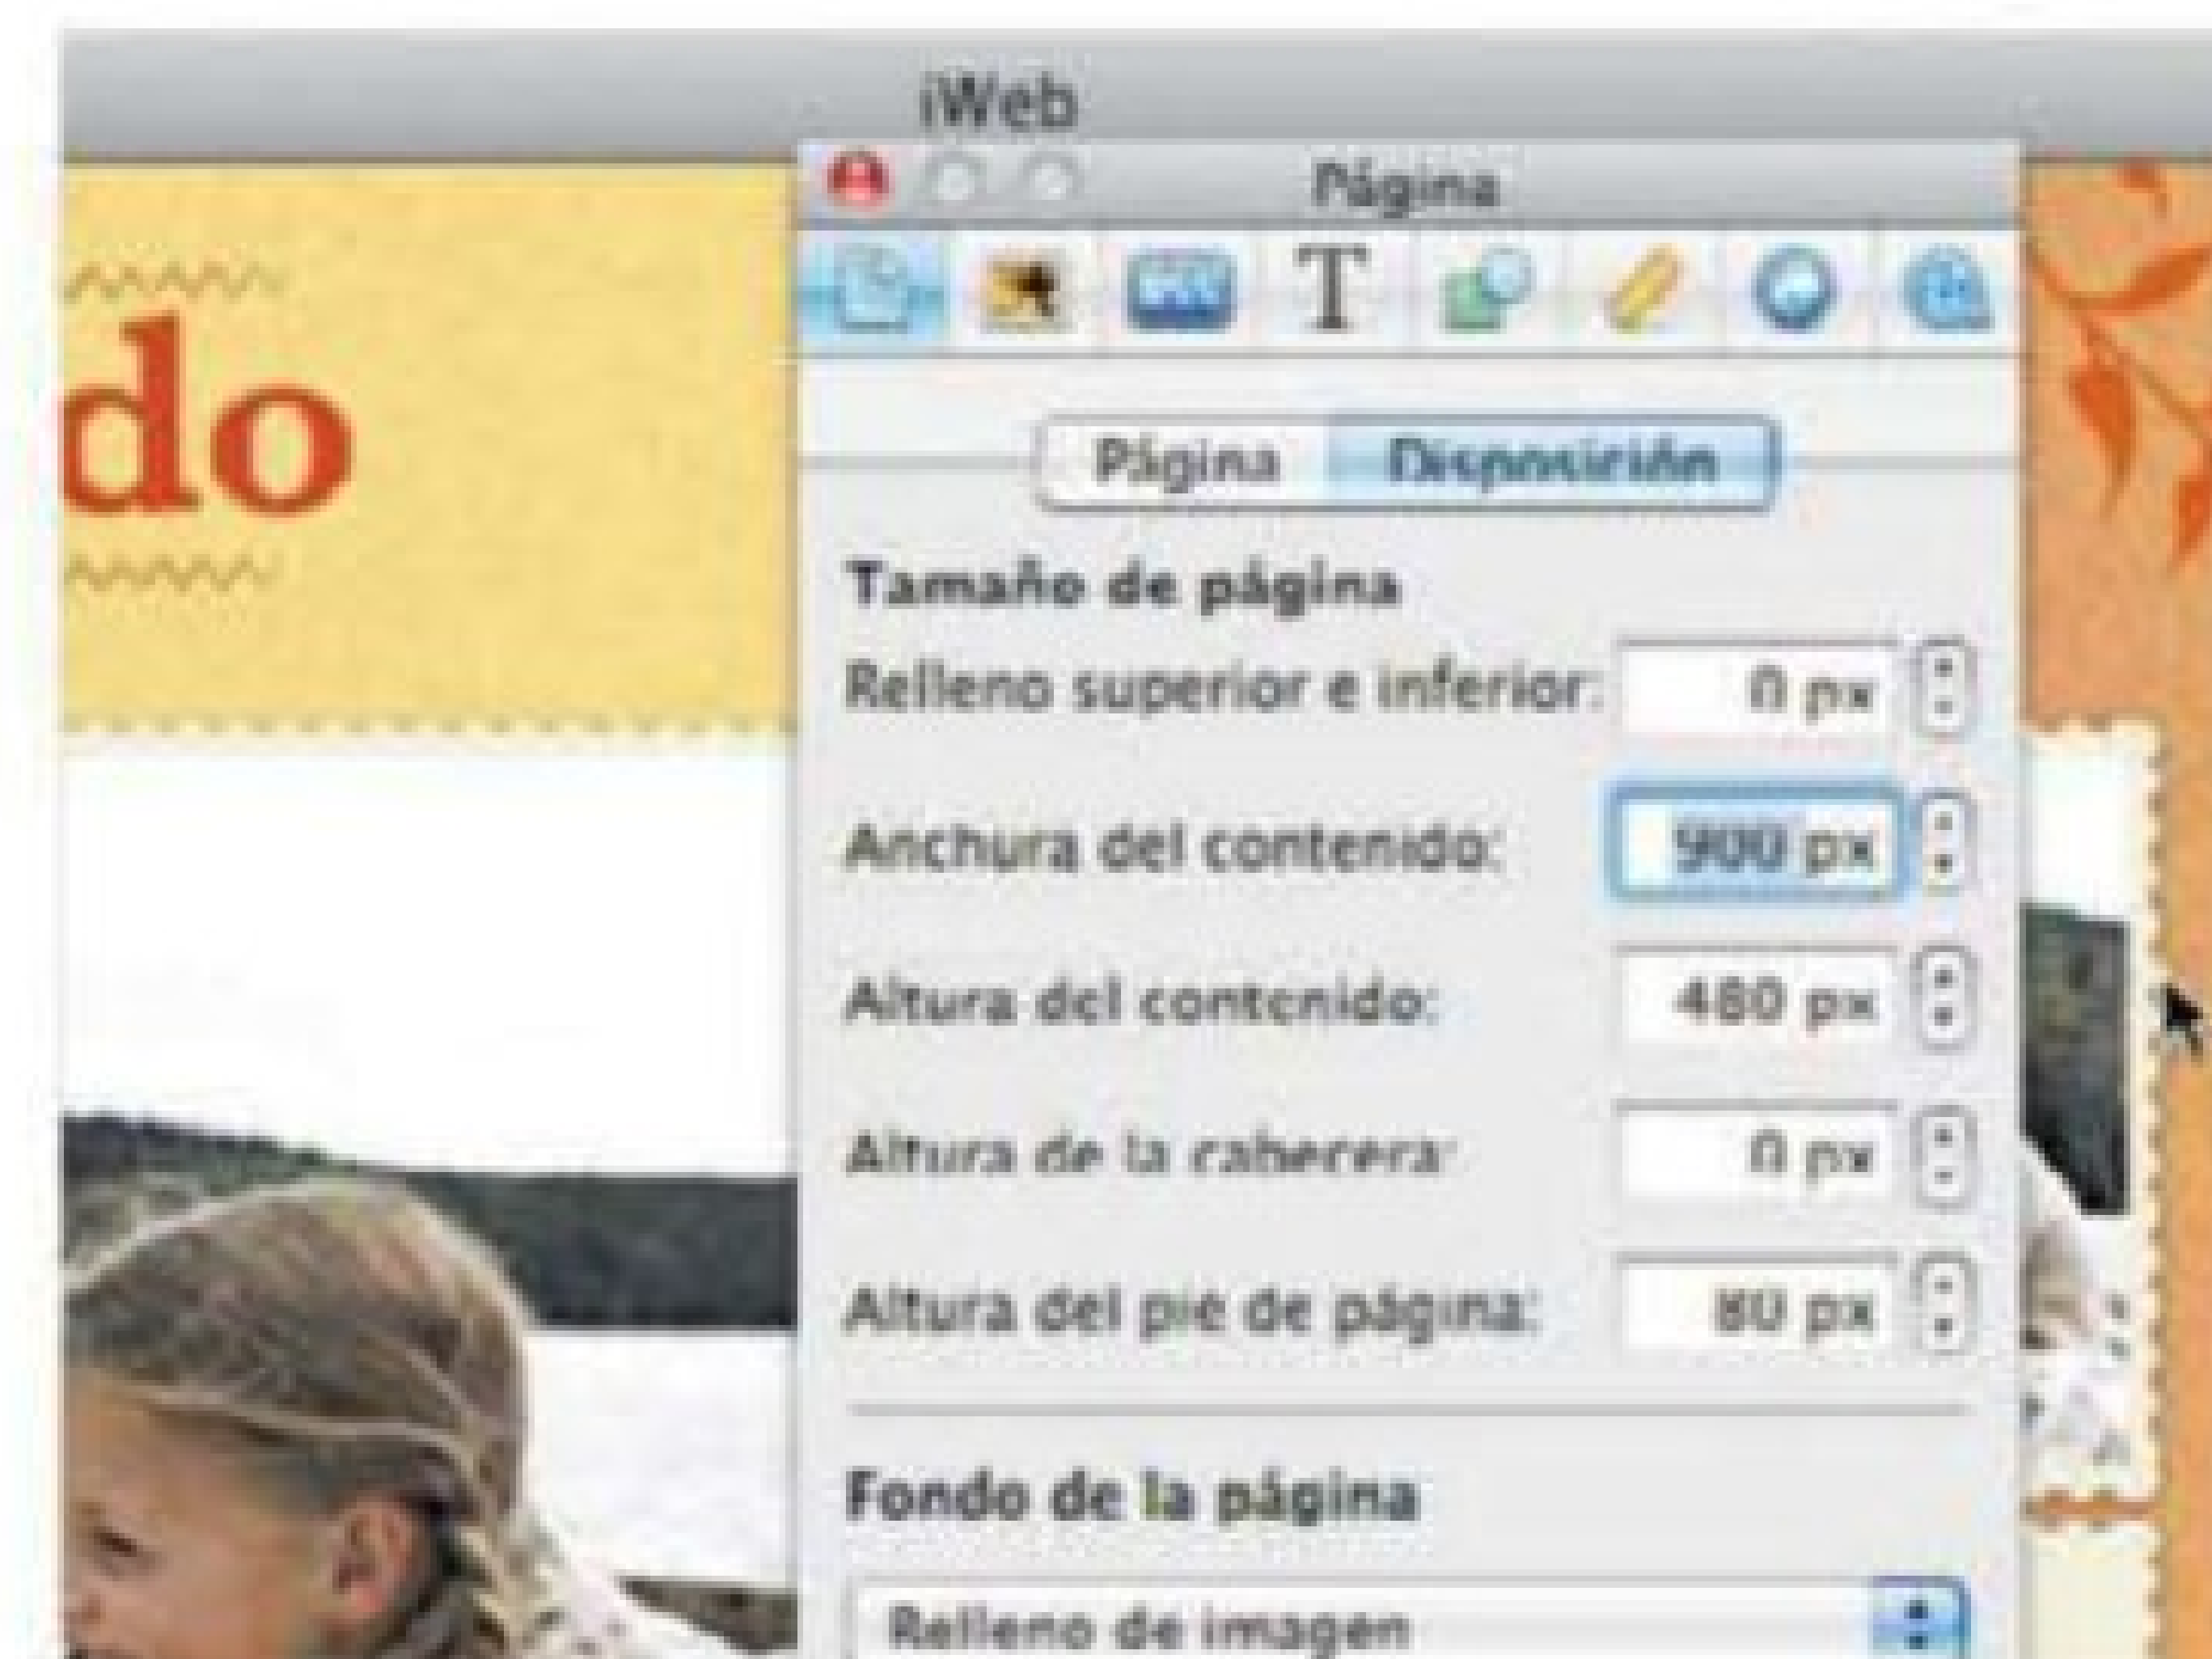 iWeb
Página
do
T
Página Disposición
Tamaño de página
Relleno superior e inferior: 0 px
Anchura del contenido: 900 px
Altura del contenido: 480 px
Altura de la cabecera: 0 px
Altura del pie de página: 80 px
Fondo de la página
Relleno de imagen